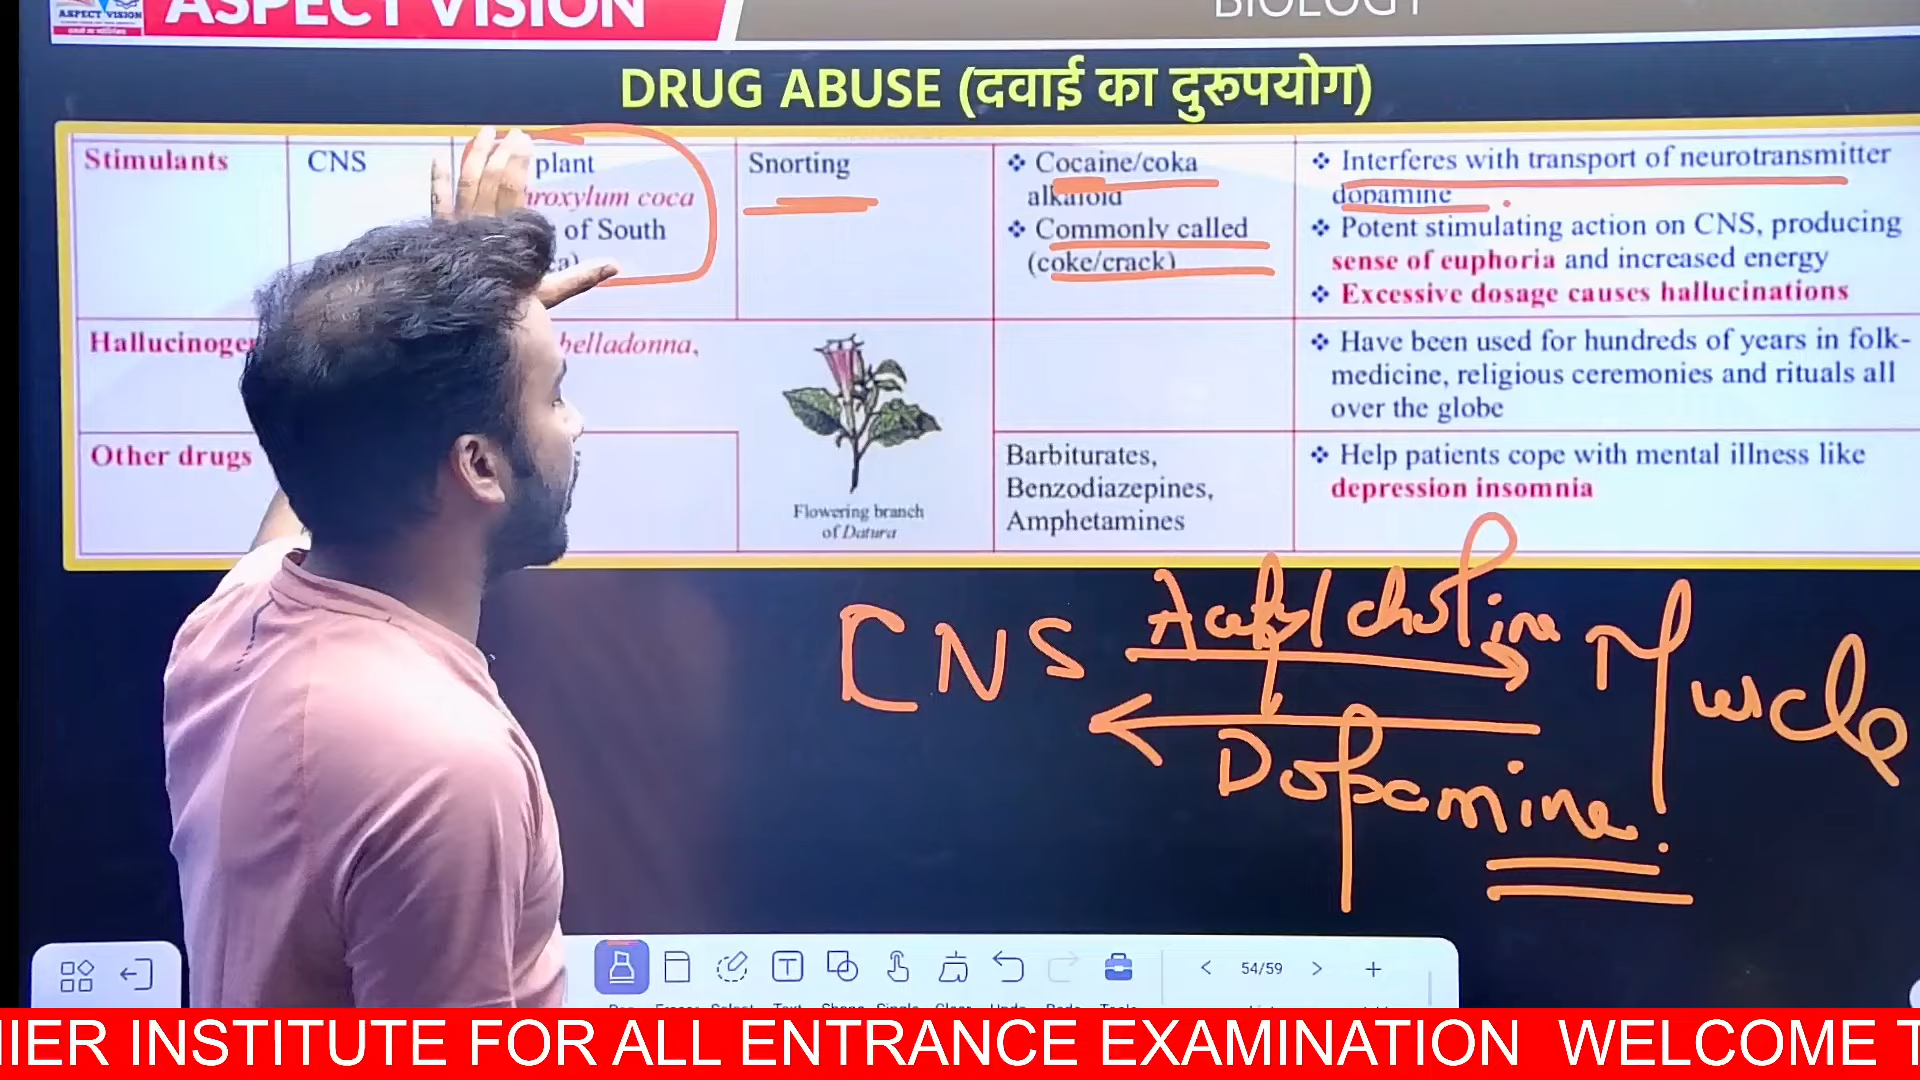 ASPECT VISION
ASPECT VISION
BIOLOGY
DRUG ABUSE (दवाई का दुरूपयोग)
Stimulants
CNS
plant
coca
of South
Snorting
❖ Cocaine/coka
alkaloid
❖ Commonly called
(coke/crack)
❖ Interferes with transport of neurotransmitter
dopamine
❖ Potent stimulating action on CNS, producing
sense of euphoria and increased energy
❖ Excessive dosage causes hallucinations
belladonna,
Flowering branch
of Datura
❖ Have been used for hundreds of years in folk-
medicine, religious ceremonies and rituals all
over the globe
Other drugs
Barbiturates,
Benzodiazepines,
Amphetamines
❖ Help patients cope with mental illness like
depression insomnia
CNS Acetylcholine Muscle
Dopamine
54/59
INSTITUTE FOR ALL ENTRANCE EXAMINATION WELCOME